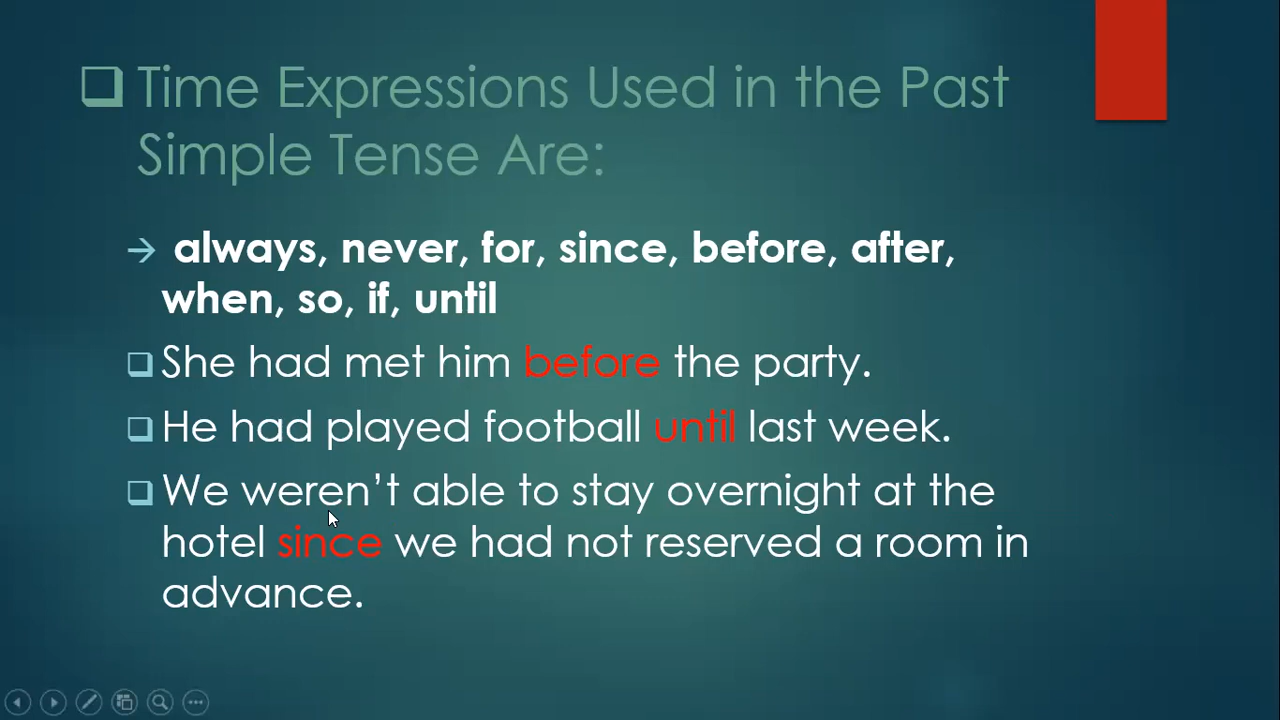 Time Expressions Used in the Past
Simple Tense Are:
always, never, for, since, before, after,
when, so, if, until
She had met him before the party.
He had played football until last week.
We weren't able to stay overnight at the
hotel since we had not reserved a room in
advance.